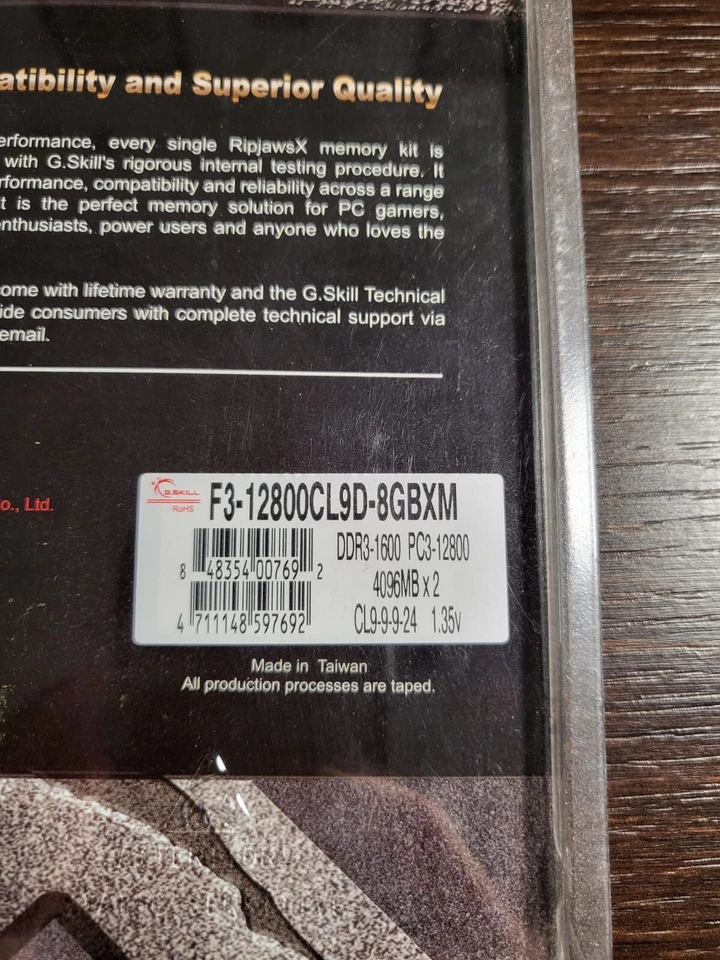 atibility and Superior Quality
erformance, every single RipjawsX memory kit is
with G.Skill's rigorous internal testing procedure. It
rformance, compatibility and reliability across a range
t is the perfect memory solution for PC gamers,
enthusiasts, power users and anyone who loves the
ome with lifetime warranty and the G.Skill Technical
ide consumers with complete technical support via
email.
o., Ltd.
G.SKILL
RoHS
F3-12800CL9D-8GBXM
DDR3-1600 PC3-12800
4096MB x 2
CL9-9-9-24 1.35v
8 48354 00769 2
4 711148 597692
Made in Taiwan
All production processes are taped.
ATTENTION